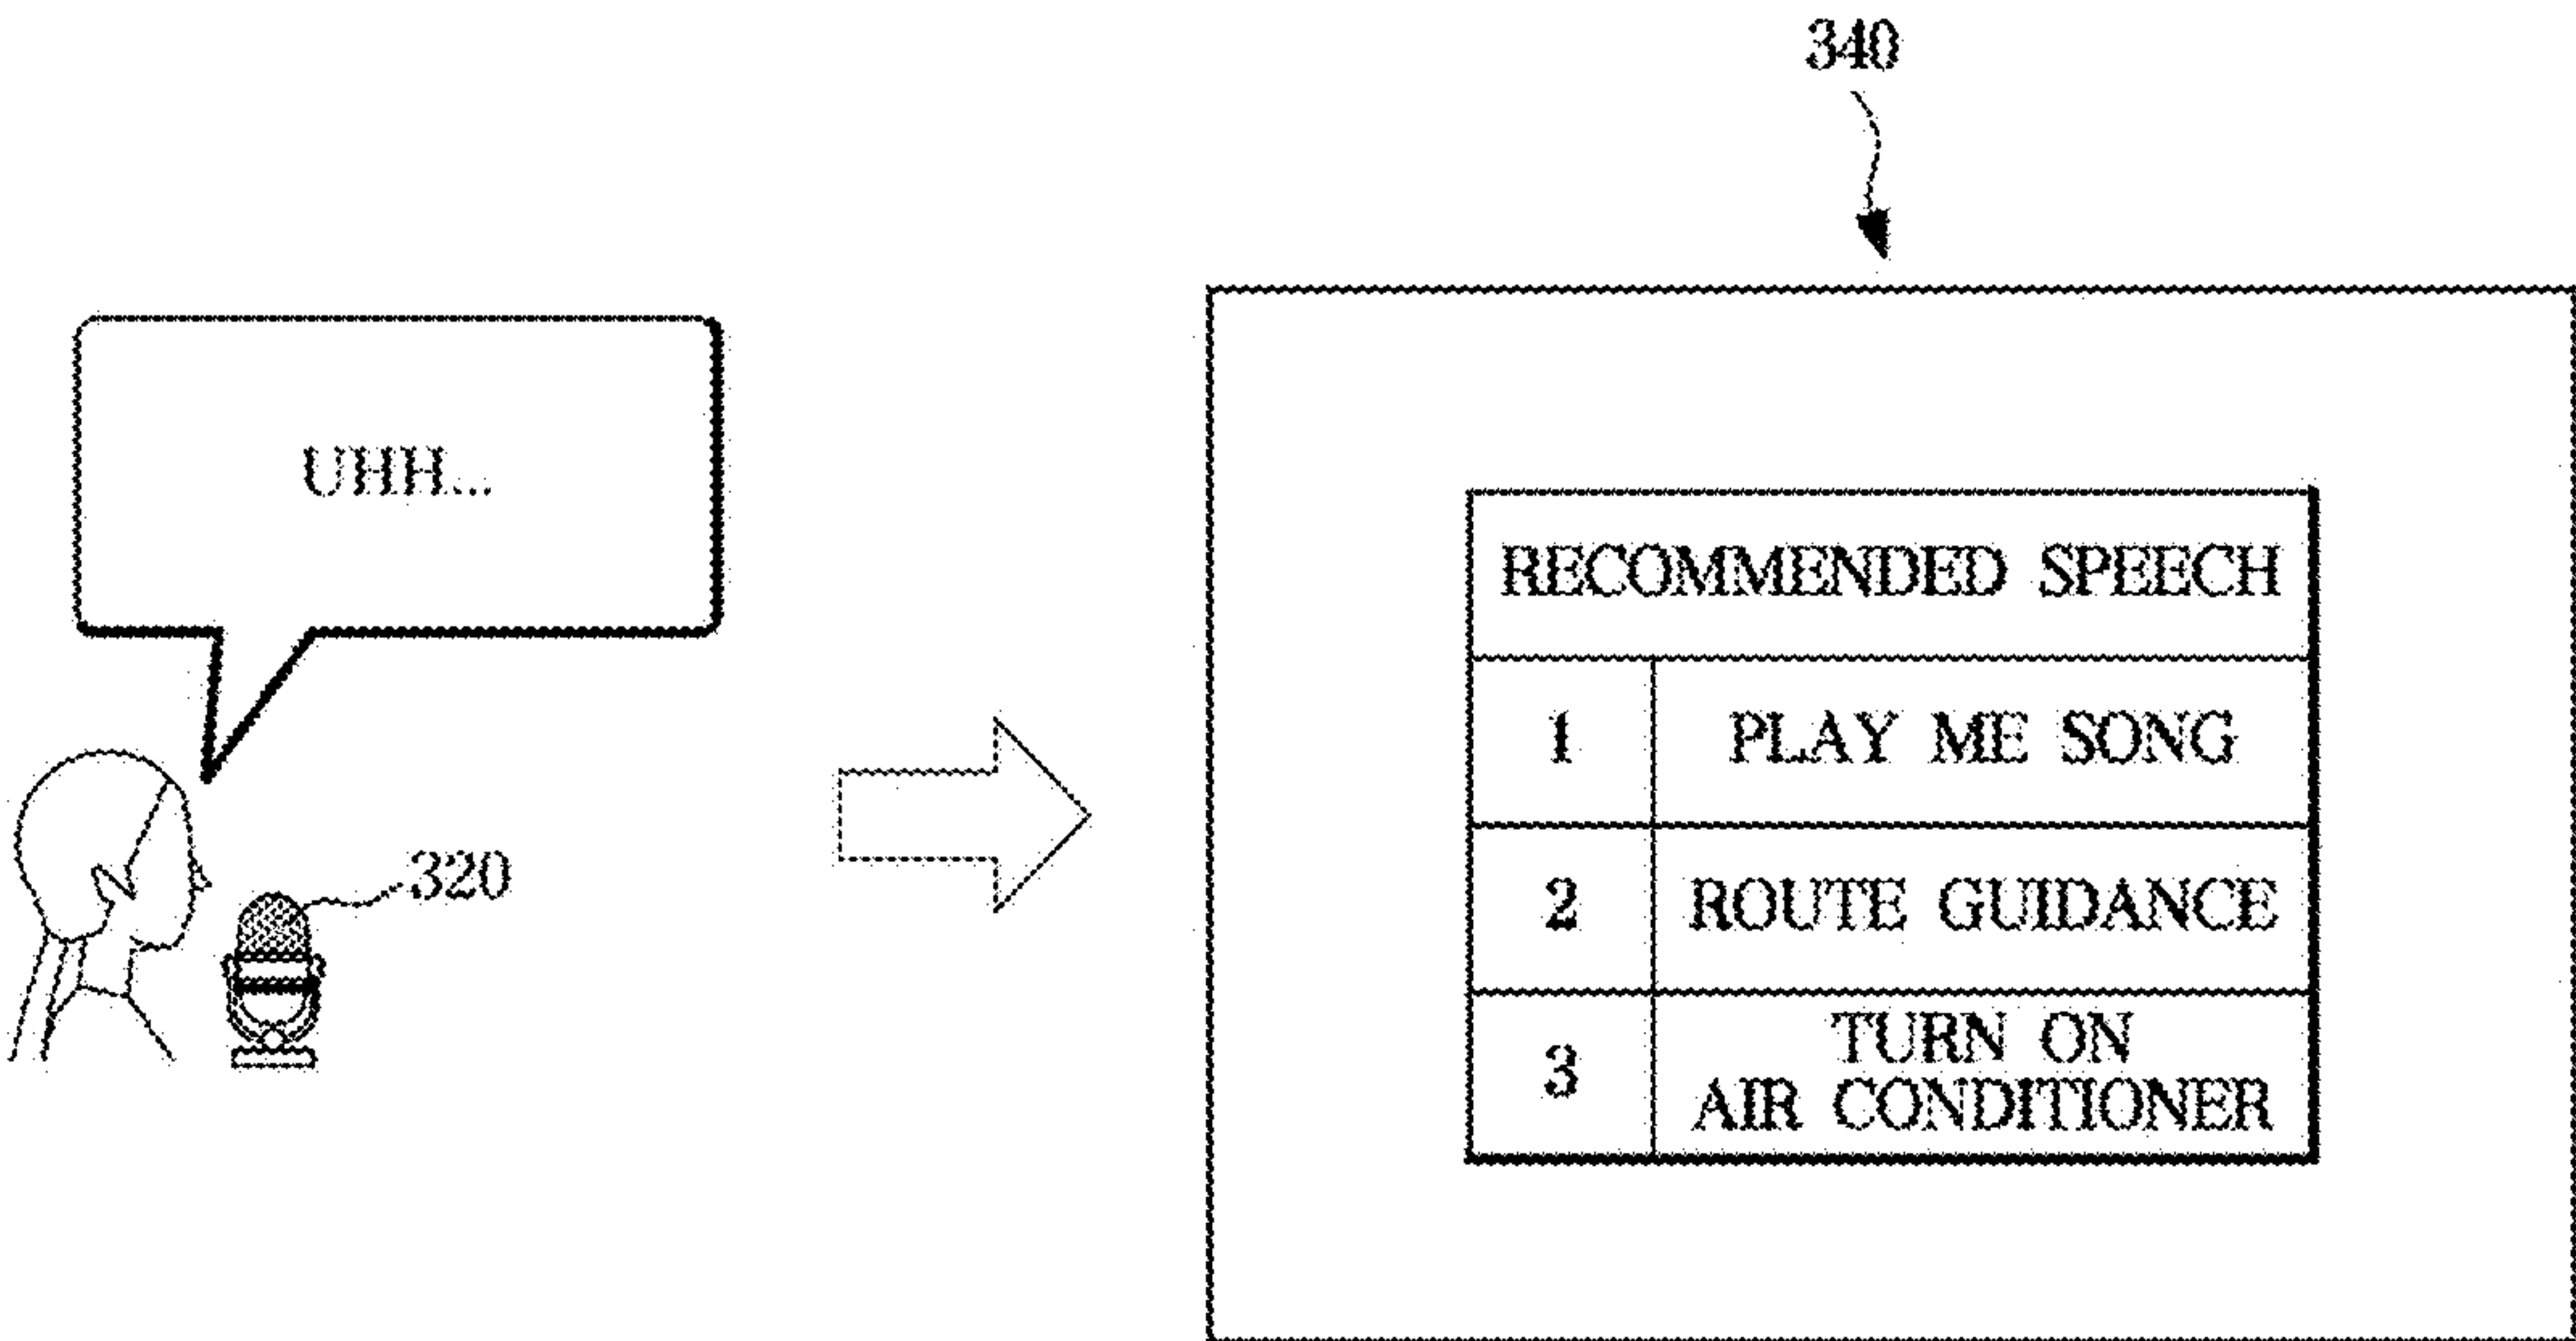 340
UHH...
320
RECOMMENDED SPEECH
1 PLAY ME SONG
2 ROUTE GUIDANCE
3 TURN ON
AIR CONDITIONER